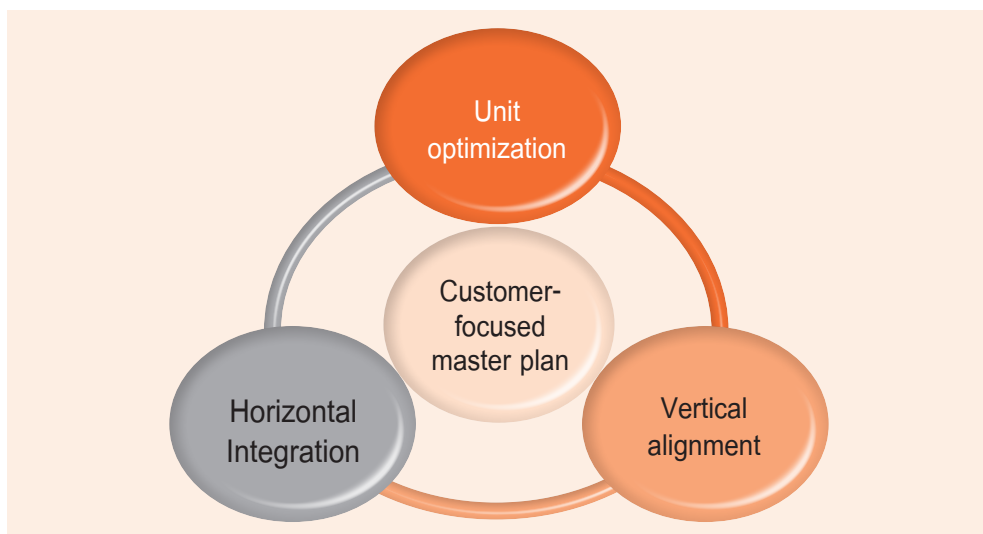 Unit
optimization
Customer-
focused
master plan
Horizontal
Integration
Vertical
alignment